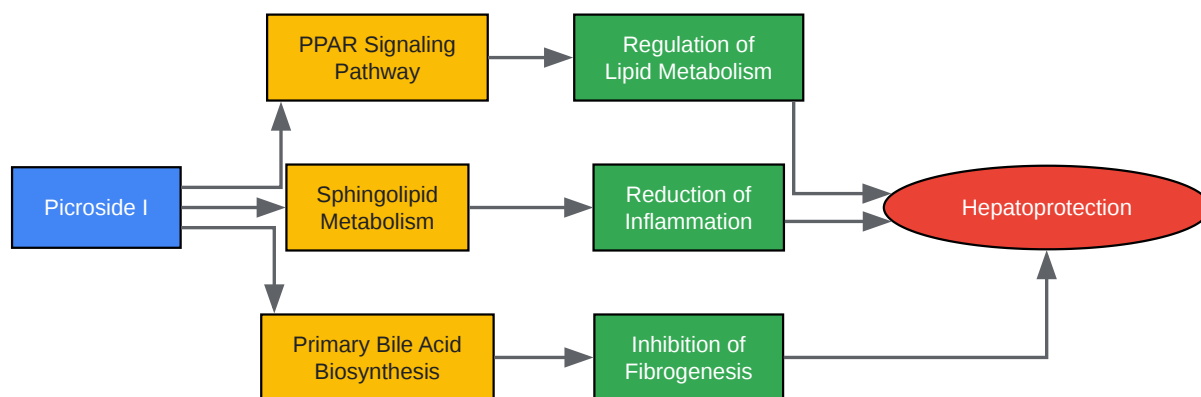 PPAR Signaling
Pathway
Regulation of
Lipid Metabolism
Picroside I
Sphingolipid
Metabolism
Reduction of
Inflammation
Hepatoprotection
Primary Bile Acid
Biosynthesis
Inhibition of
Fibrogenesis